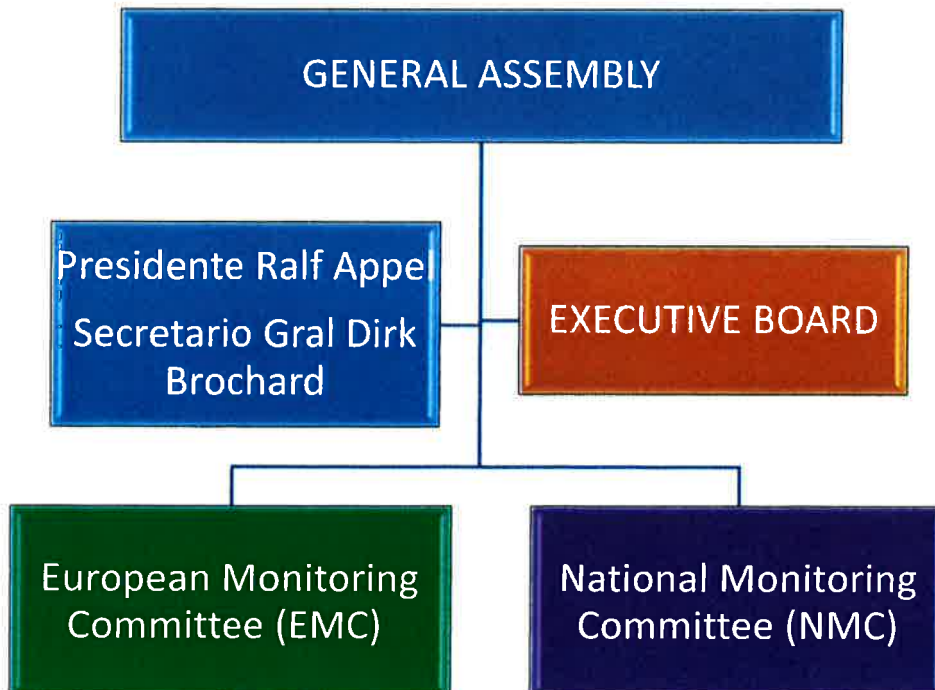 GENERAL ASSEMBLY
Presidente Ralf Appel
Secretario Gral Dirk
Brochard
EXECUTIVE BOARD
European Monitoring
Committee (EMC)
National Monitoring
Committee (NMC)